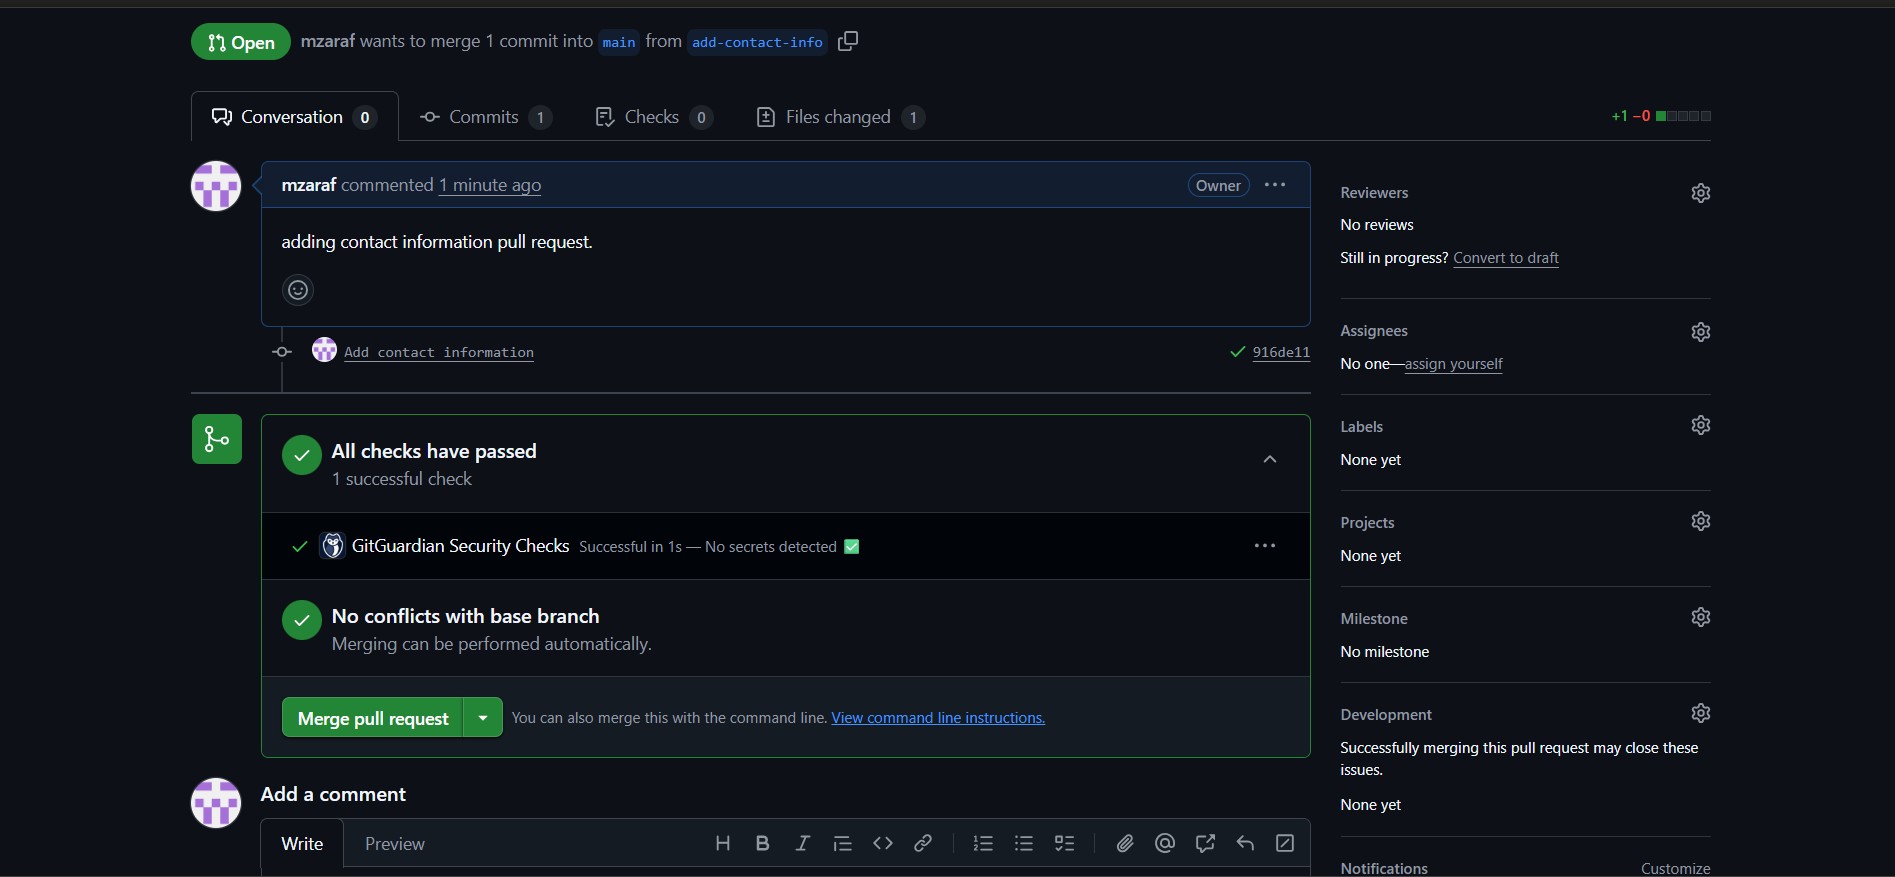 Open mzaraf wants to merge 1 commit into main from add-contact-info
Conversation 0 Commits 1 Checks 0 Files changed 1 +1 −0
mzaraf commented 1 minute ago Owner
adding contact information pull request.
Add contact information 916de11
All checks have passed
1 successful check
GitGuardian Security Checks Successful in 1s — No secrets detected ✅
No conflicts with base branch
Merging can be performed automatically.
Merge pull request You can also merge this with the command line. View command line instructions.
Add a comment
Write Preview
Reviewers
No reviews
Still in progress? Convert to draft
Assignees
No one—assign yourself
Labels
None yet
Projects
None yet
Milestone
No milestone
Development
Successfully merging this pull request may close these
issues.
None yet
Notifications Customize